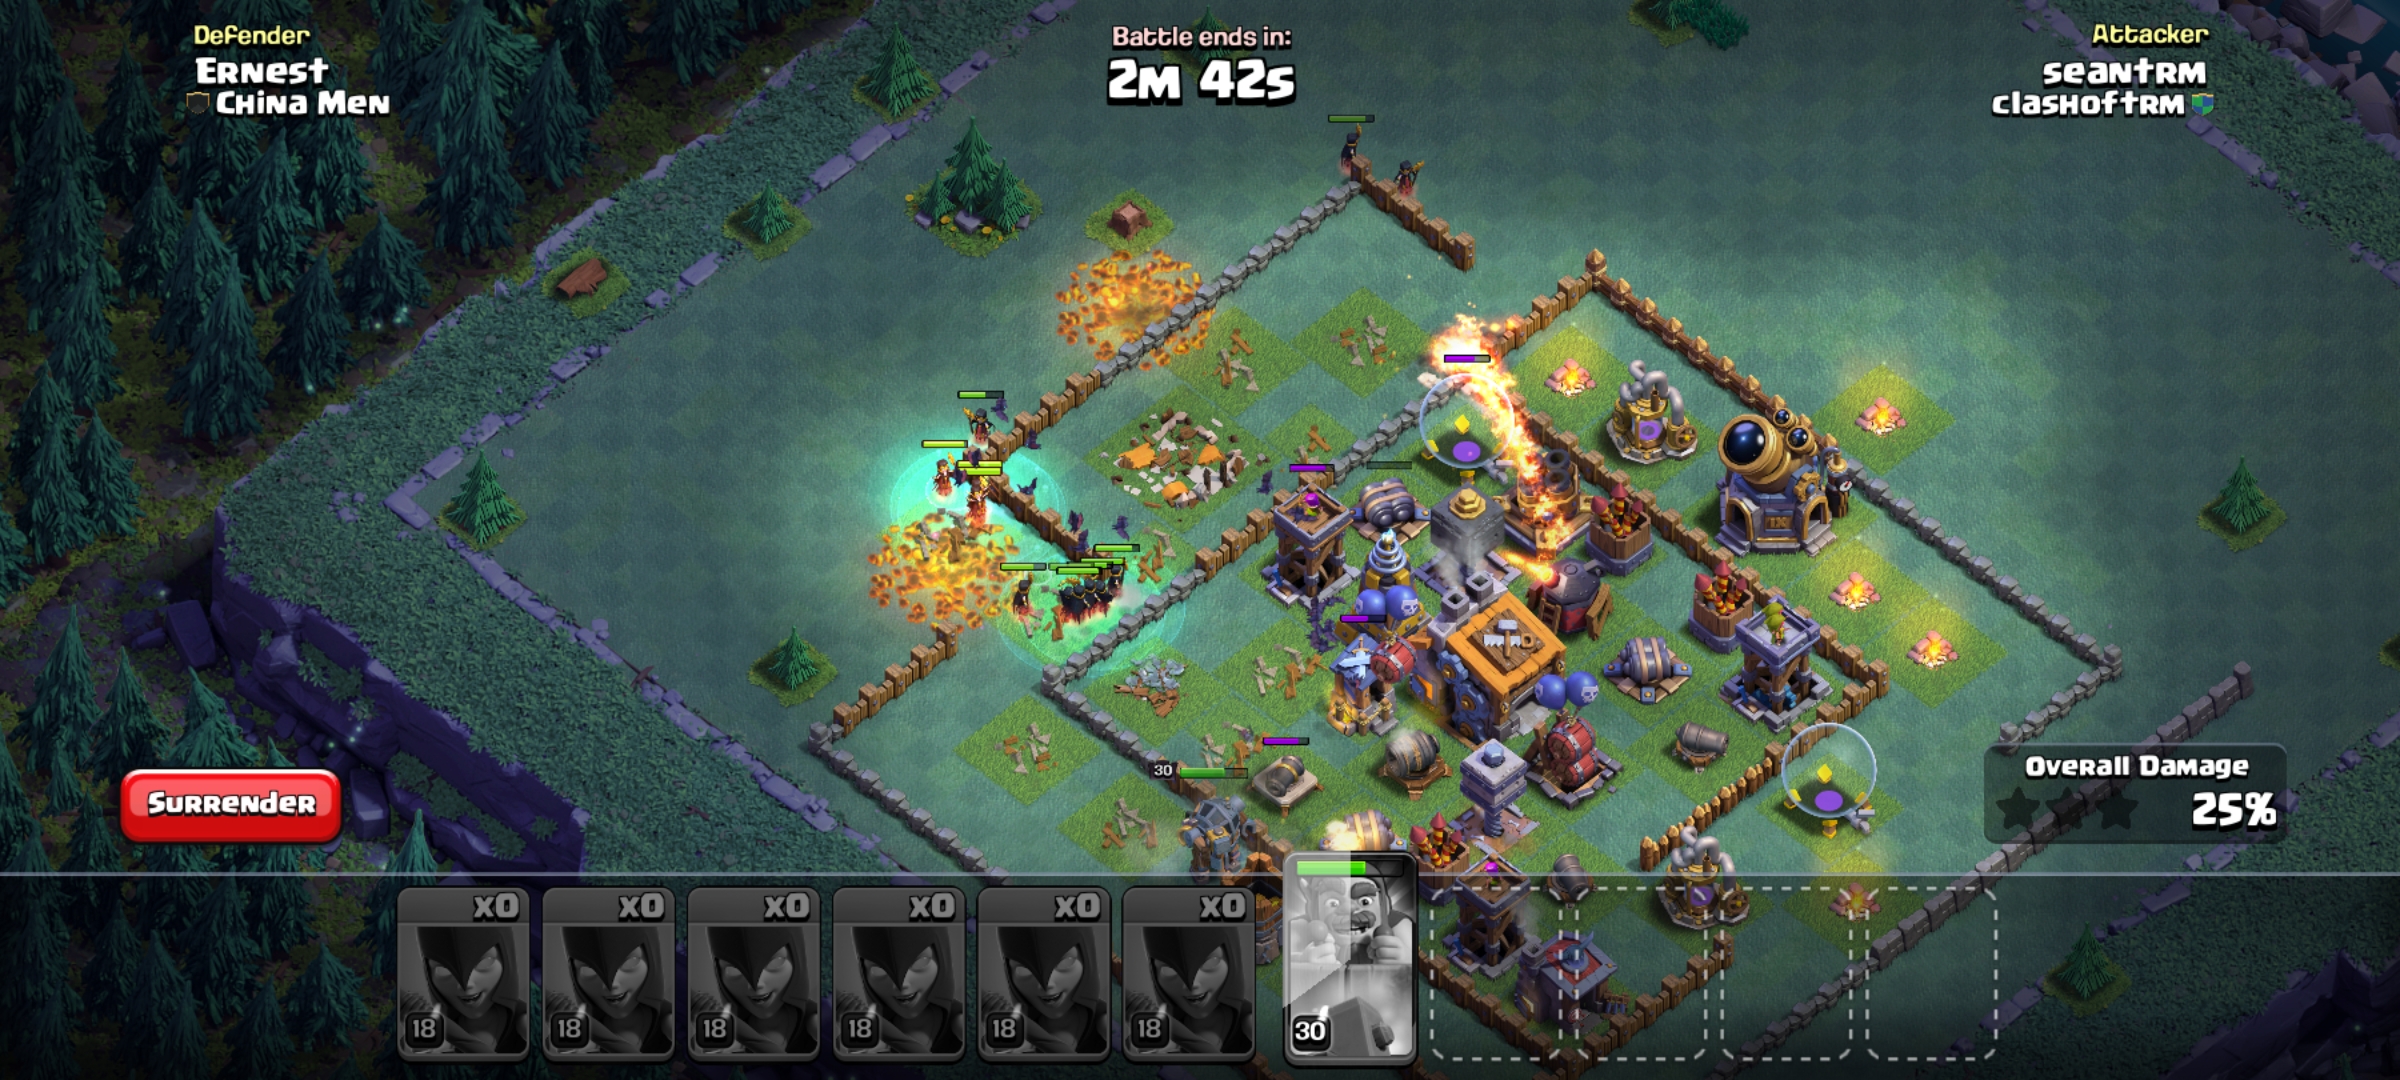 Defender
Ernest
China Men
Battle ends in:
2M 42s
Attacker
seantrm
clashoftrm
30
Surrender
Overall Damage
25%
x0
x0
x0
x0
x0
x0
18
18
18
18
18
18
30